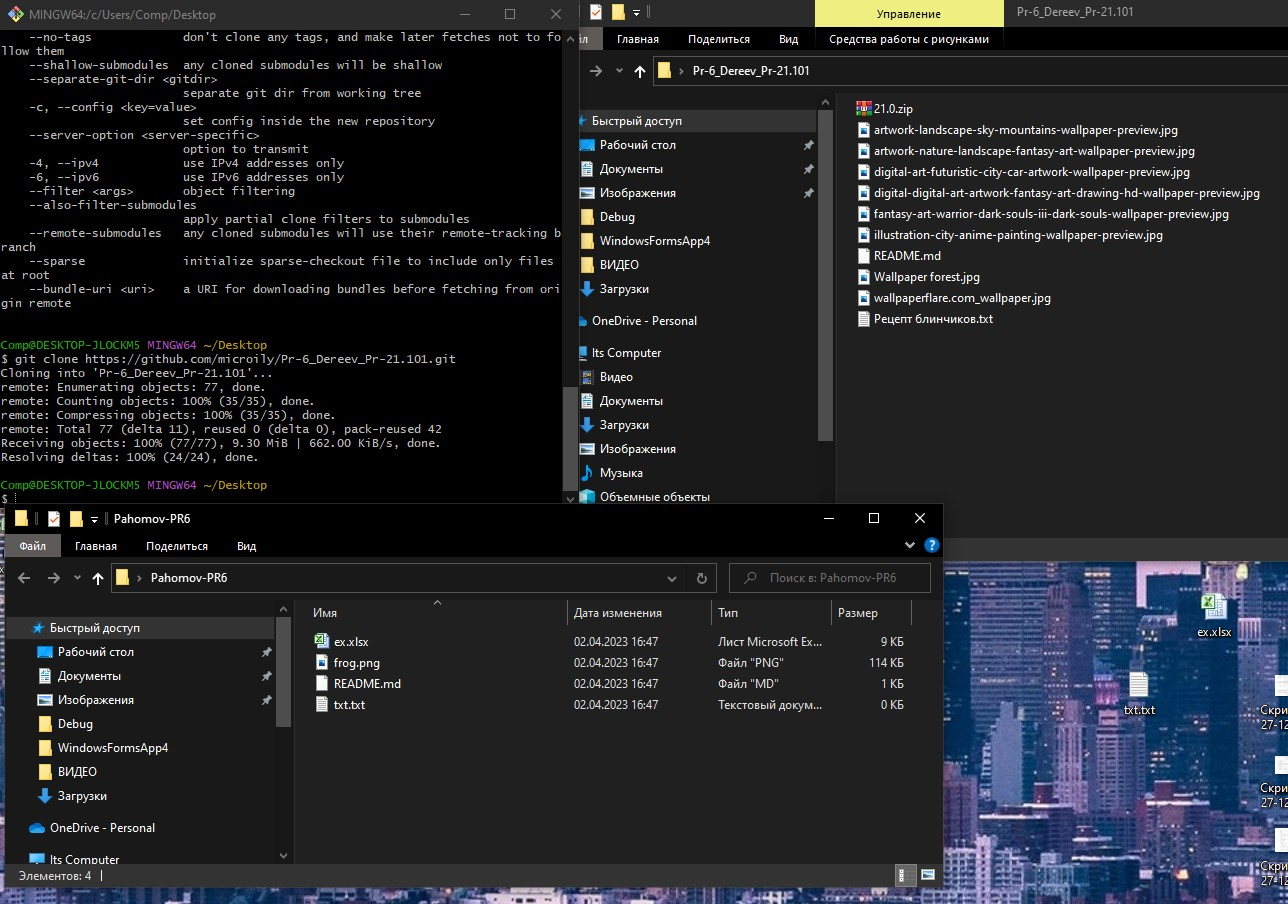 MINGW64:/c/Users/Comp/Desktop
--no-tags don't clone any tags, and make later fetches not to fo
llow them
--shallow-submodules any cloned submodules will be shallow
--separate-git-dir <gitdir>
separate git dir from working tree
-c, --config <key=value>
set config inside the new repository
--server-option <server-specific>
option to transmit
-4, --ipv4 use IPv4 addresses only
-6, --ipv6 use IPv6 addresses only
--filter <args> object filtering
--also-filter-submodules
apply partial clone filters to submodules
--remote-submodules any cloned submodules will use their remote-tracking b
ranch
--sparse initialize sparse-checkout file to include only files
at root
--bundle-uri <uri> a URI for downloading bundles before fetching from ori
gin remote
Comp@DESKTOP-JLOCKM5 MINGW64 ~/Desktop
$ git clone https://github.com/microily/Pr-6_Dereev_Pr-21.101.git
Cloning into 'Pr-6_Dereev_Pr-21.101'...
remote: Enumerating objects: 77, done.
remote: Counting objects: 100% (35/35), done.
remote: Compressing objects: 100% (35/35), done.
remote: Total 77 (delta 11), reused 0 (delta 0), pack-reused 42
Receiving objects: 100% (77/77), 9.30 MiB | 662.00 KiB/s, done.
Resolving deltas: 100% (24/24), done.
Comp@DESKTOP-JLOCKM5 MINGW64 ~/Desktop
$
Управление
Pr-6_Dereev_Pr-21.101
Главная
Поделиться
Вид
Средства работы с рисунками
Pr-6_Dereev_Pr-21.101
Быстрый доступ
Рабочий стол
Документы
Изображения
Debug
WindowsFormsApp4
ВИДЕО
Загрузки
OneDrive - Personal
Its Computer
Видео
Документы
Загрузки
Изображения
Музыка
Объемные объекты
21.0.zip
artwork-landscape-sky-mountains-wallpaper-preview.jpg
artwork-nature-landscape-fantasy-art-wallpaper-preview.jpg
digital-art-futuristic-city-car-artwork-wallpaper-preview.jpg
digital-digital-art-artwork-fantasy-art-drawing-hd-wallpaper-preview.jpg
fantasy-art-warrior-dark-souls-iii-dark-souls-wallpaper-preview.jpg
illustration-city-anime-painting-wallpaper-preview.jpg
README.md
Wallpaper forest.jpg
wallpaperflare.com_wallpaper.jpg
Рецепт блинчиков.txt
Pahomov-PR6
Файл
Главная
Поделиться
Вид
Pahomov-PR6
Поиск в: Pahomov-PR6
Быстрый доступ
Рабочий стол
Документы
Изображения
Debug
WindowsFormsApp4
ВИДЕО
Загрузки
OneDrive - Personal
Its Computer
Имя Дата изменения Тип Размер
ex.xlsx 02.04.2023 16:47 Лист Microsoft Ex... 9 КБ
frog.png 02.04.2023 16:47 Файл "PNG" 114 КБ
README.md 02.04.2023 16:47 Файл "MD" 1 КБ
txt.txt 02.04.2023 16:47 Текстовый докум... 0 КБ
Элементов: 4
ex.xlsx
txt.txt
Скри
27-12
Скри
27-12
Скри
27-12